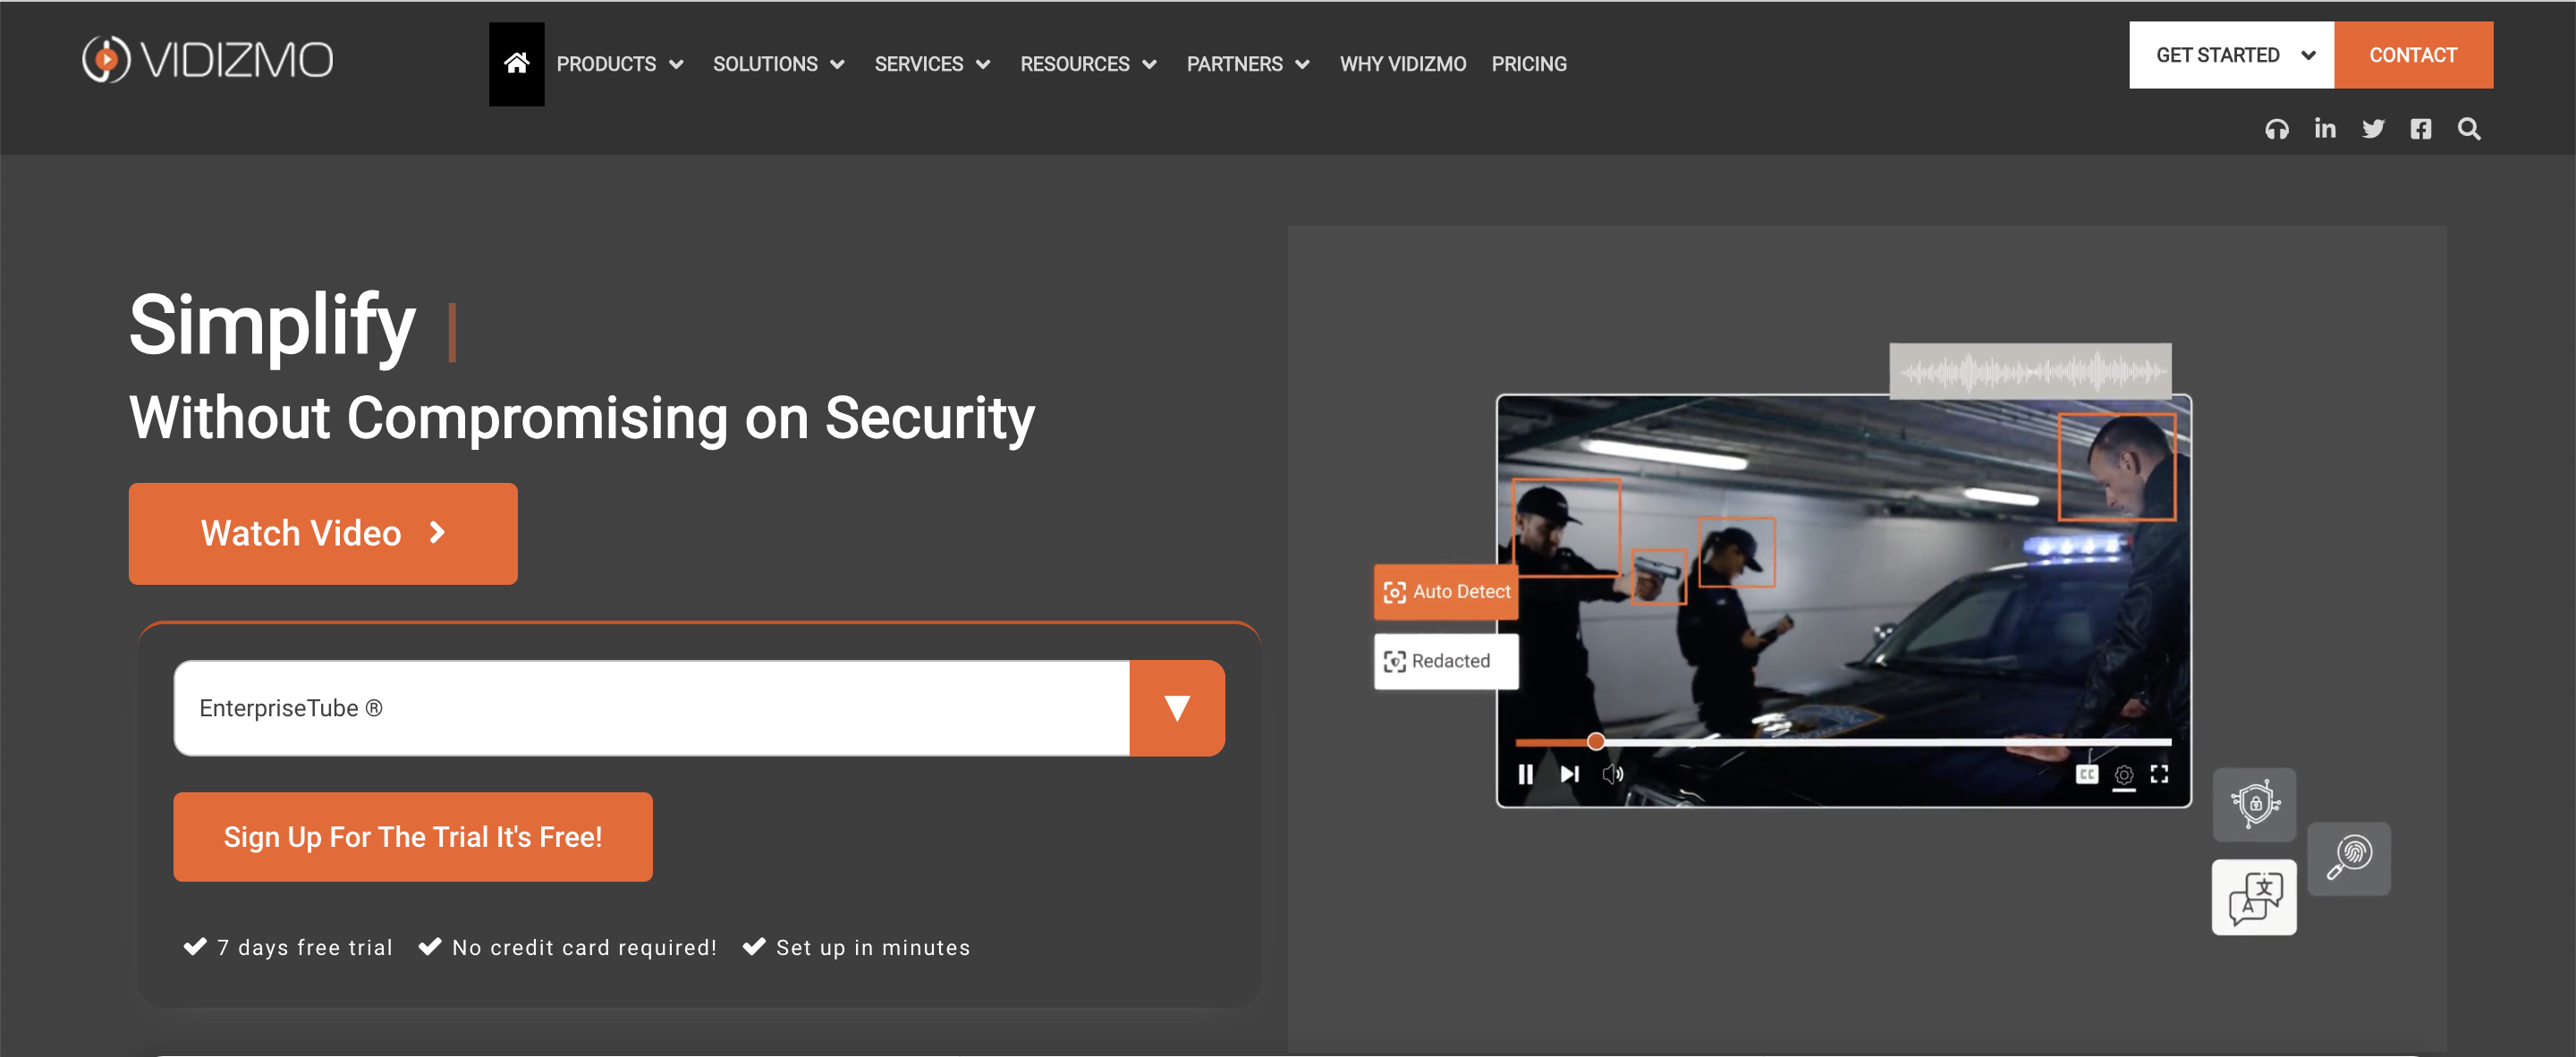 VIDIZMO
PRODUCTS
SOLUTIONS
SERVICES
RESOURCES
PARTNERS
WHY VIDIZMO
PRICING
GET STARTED
CONTACT
Simplify
Without Compromising on Security
Watch Video
EnterpriseTube ®
Sign Up For The Trial It's Free!
7 days free trial
No credit card required!
Set up in minutes
Auto Detect
Redacted
CC
文
A